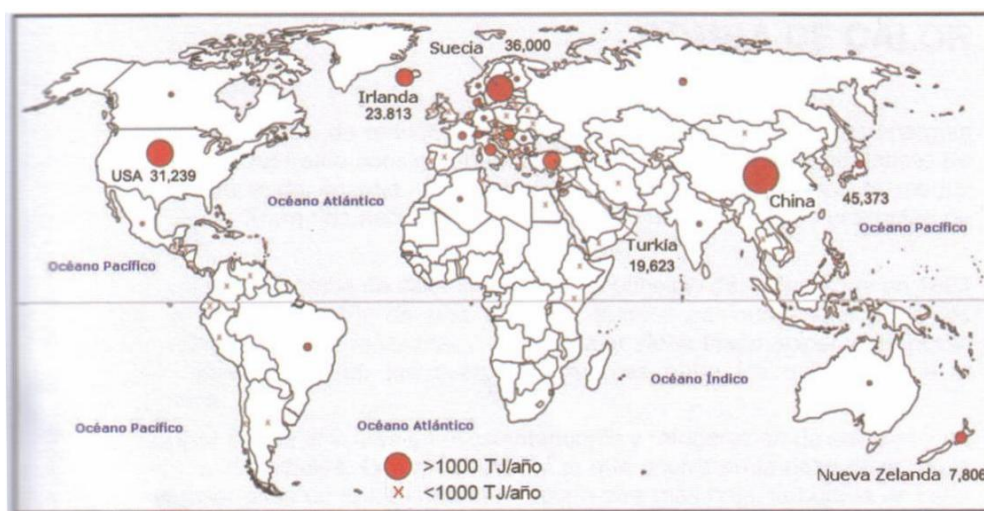 Suecia 36,000
Irlanda
23.813
USA 31,239
Océano Atlántico
China
45,373
Océano Pacífico
Turkía
19,623
Océano Pacífico
Océano Índico
Océano Pacífico
Océano Atlántico
>1000 TJ/año
<1000 TJ/año
Nueva Zelanda 7,806